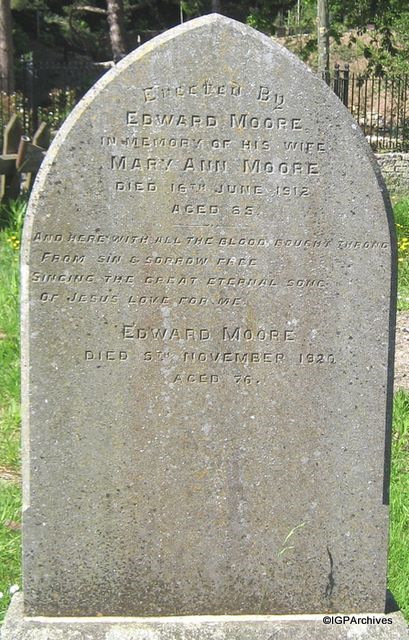 Erected By
Edward Moore
in memory of his wife
Mary Ann Moore
died 16th June 1912
aged 65.
And here with all the blood bought throng
From sin & sorrow free
Singing the great eternal song
Of Jesus love for me.
Edward Moore
died 5th November 1920
aged 76.
©IGPArchives